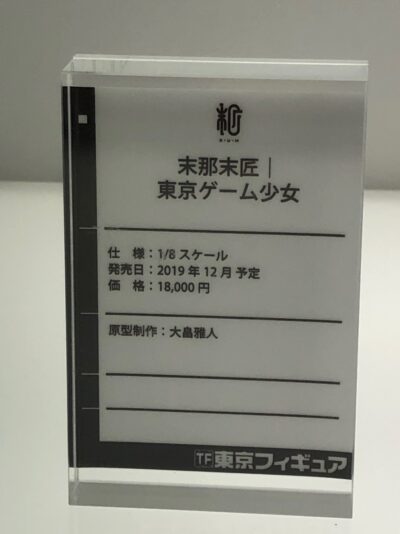 末那末匠｜
東京ゲーム少女
仕　様：1/8 スケール
発売日：2019 年 12 月 予定
価　格：18,000 円
原型制作：大畠雅人
TF 東京フィギュア